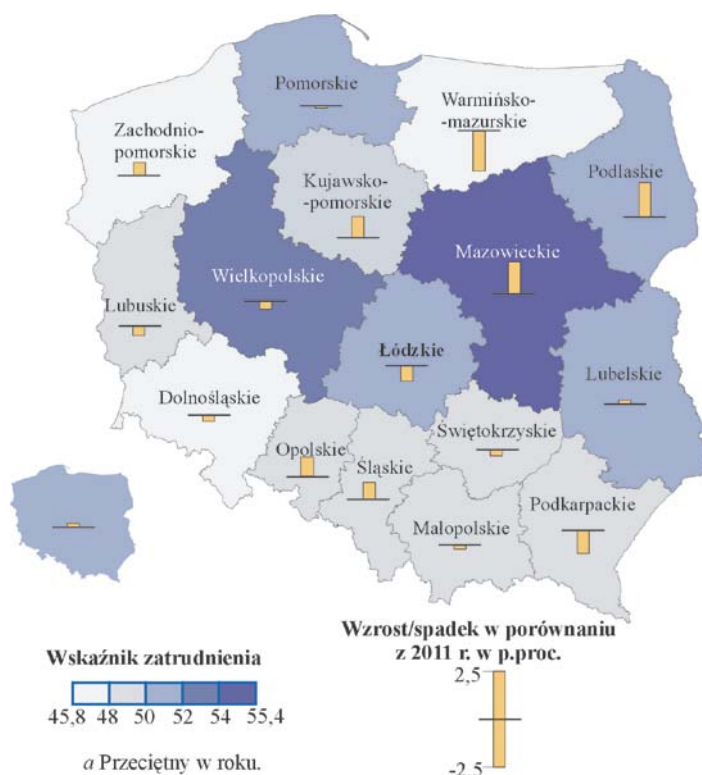 Pomorskie
Warmińsko-
-mazurskie
Zachodnio-
pomorskie
Podlaskie
Kujawsko-
-pomorskie
Mazowieckie
Wielkopolskie
Lubuskie
Łódzkie
Lubelskie
Dolnośląskie
Świętokrzyskie
Opolskie
Śląskie
Podkarpackie
Małopolskie
Wzrost/spadek w porównaniu
z 2011 r. w p.proc.
2,5
-2,5
Wskaźnik zatrudnienia
45,8 48 50 52 54 55,4
a Przeciętny w roku.